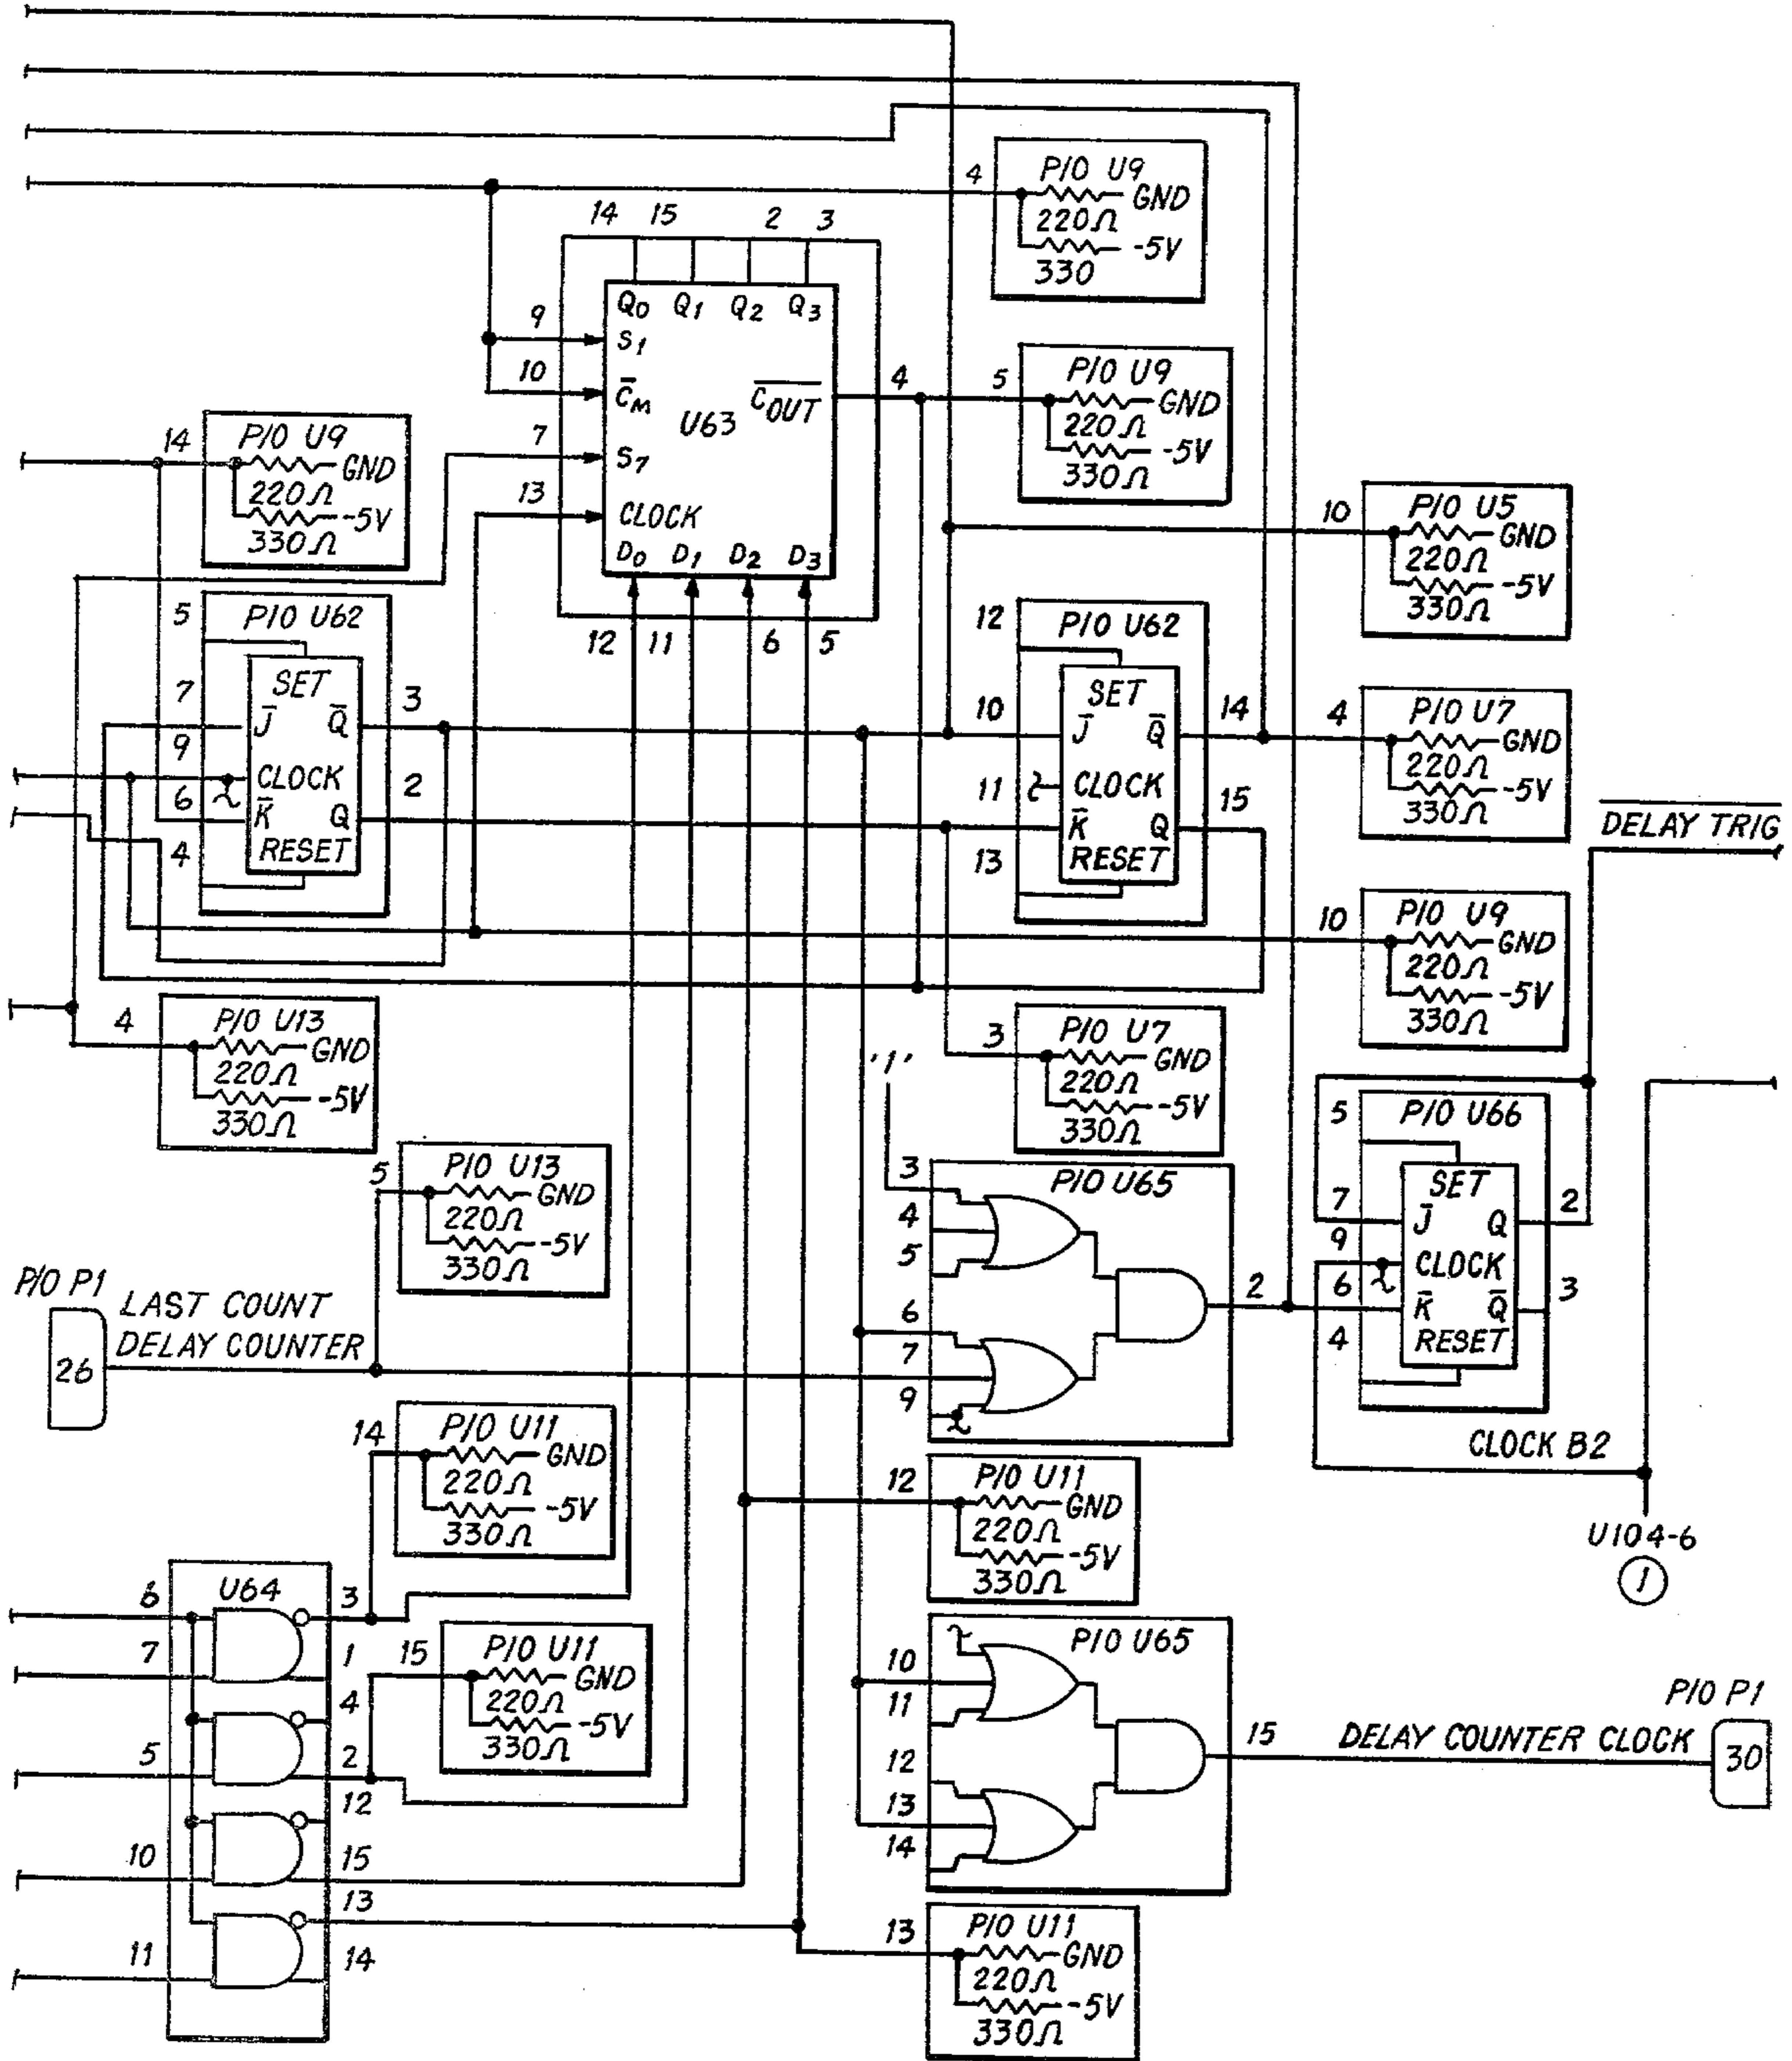 4 P/O U9
GND
220Ω
-5V
330
14 15 2 3
Q0 Q1 Q2 Q3
9 S1
10 C̄M
C̅O̅U̅T̅ 4
U63
7 S7
13 CLOCK
D0 D1 D2 D3
12 11 6 5
5 P/O U9
GND
220Ω
-5V
330Ω
14 P/O U9
GND
220Ω
-5V
330Ω
10 P/O U5
GND
220Ω
-5V
330Ω
5 P/O U62
SET
7 J̄ Q̄ 3
9 CLOCK
6 K̄ Q 2
RESET
4
12 P/O U62
SET
10 J̄ Q̄ 14
11 CLOCK
K̄ Q 15
13 RESET
4 P/O U7
GND
220Ω
-5V
330Ω
D̅E̅L̅A̅Y̅ T̅R̅I̅G̅
10 P/O U9
GND
220Ω
-5V
330Ω
4 P/O U13
GND
220Ω
-5V
330Ω
3 P/O U7
GND
220Ω
-5V
330Ω
'1'
5 P/O U13
GND
220Ω
-5V
330Ω
P/O U65
3
4
5
6
7
9
2
5 P/O U66
SET
7 J̄ Q 2
9 CLOCK
6 K̄ Q̄ 3
4 RESET
CLOCK B2
U104-6
1
P/O P1
26
LAST COUNT
DELAY COUNTER
14 P/O U11
GND
220Ω
-5V
330Ω
12 P/O U11
GND
220Ω
-5V
330Ω
U64
6 3
7 1
4
5 2
12
10 15
13
11 14
15 P/O U11
GND
220Ω
-5V
330Ω
P/O U65
10
11
12
13
14
15 DELAY COUNTER CLOCK
P/O P1
30
13 P/O U11
GND
220Ω
-5V
330Ω